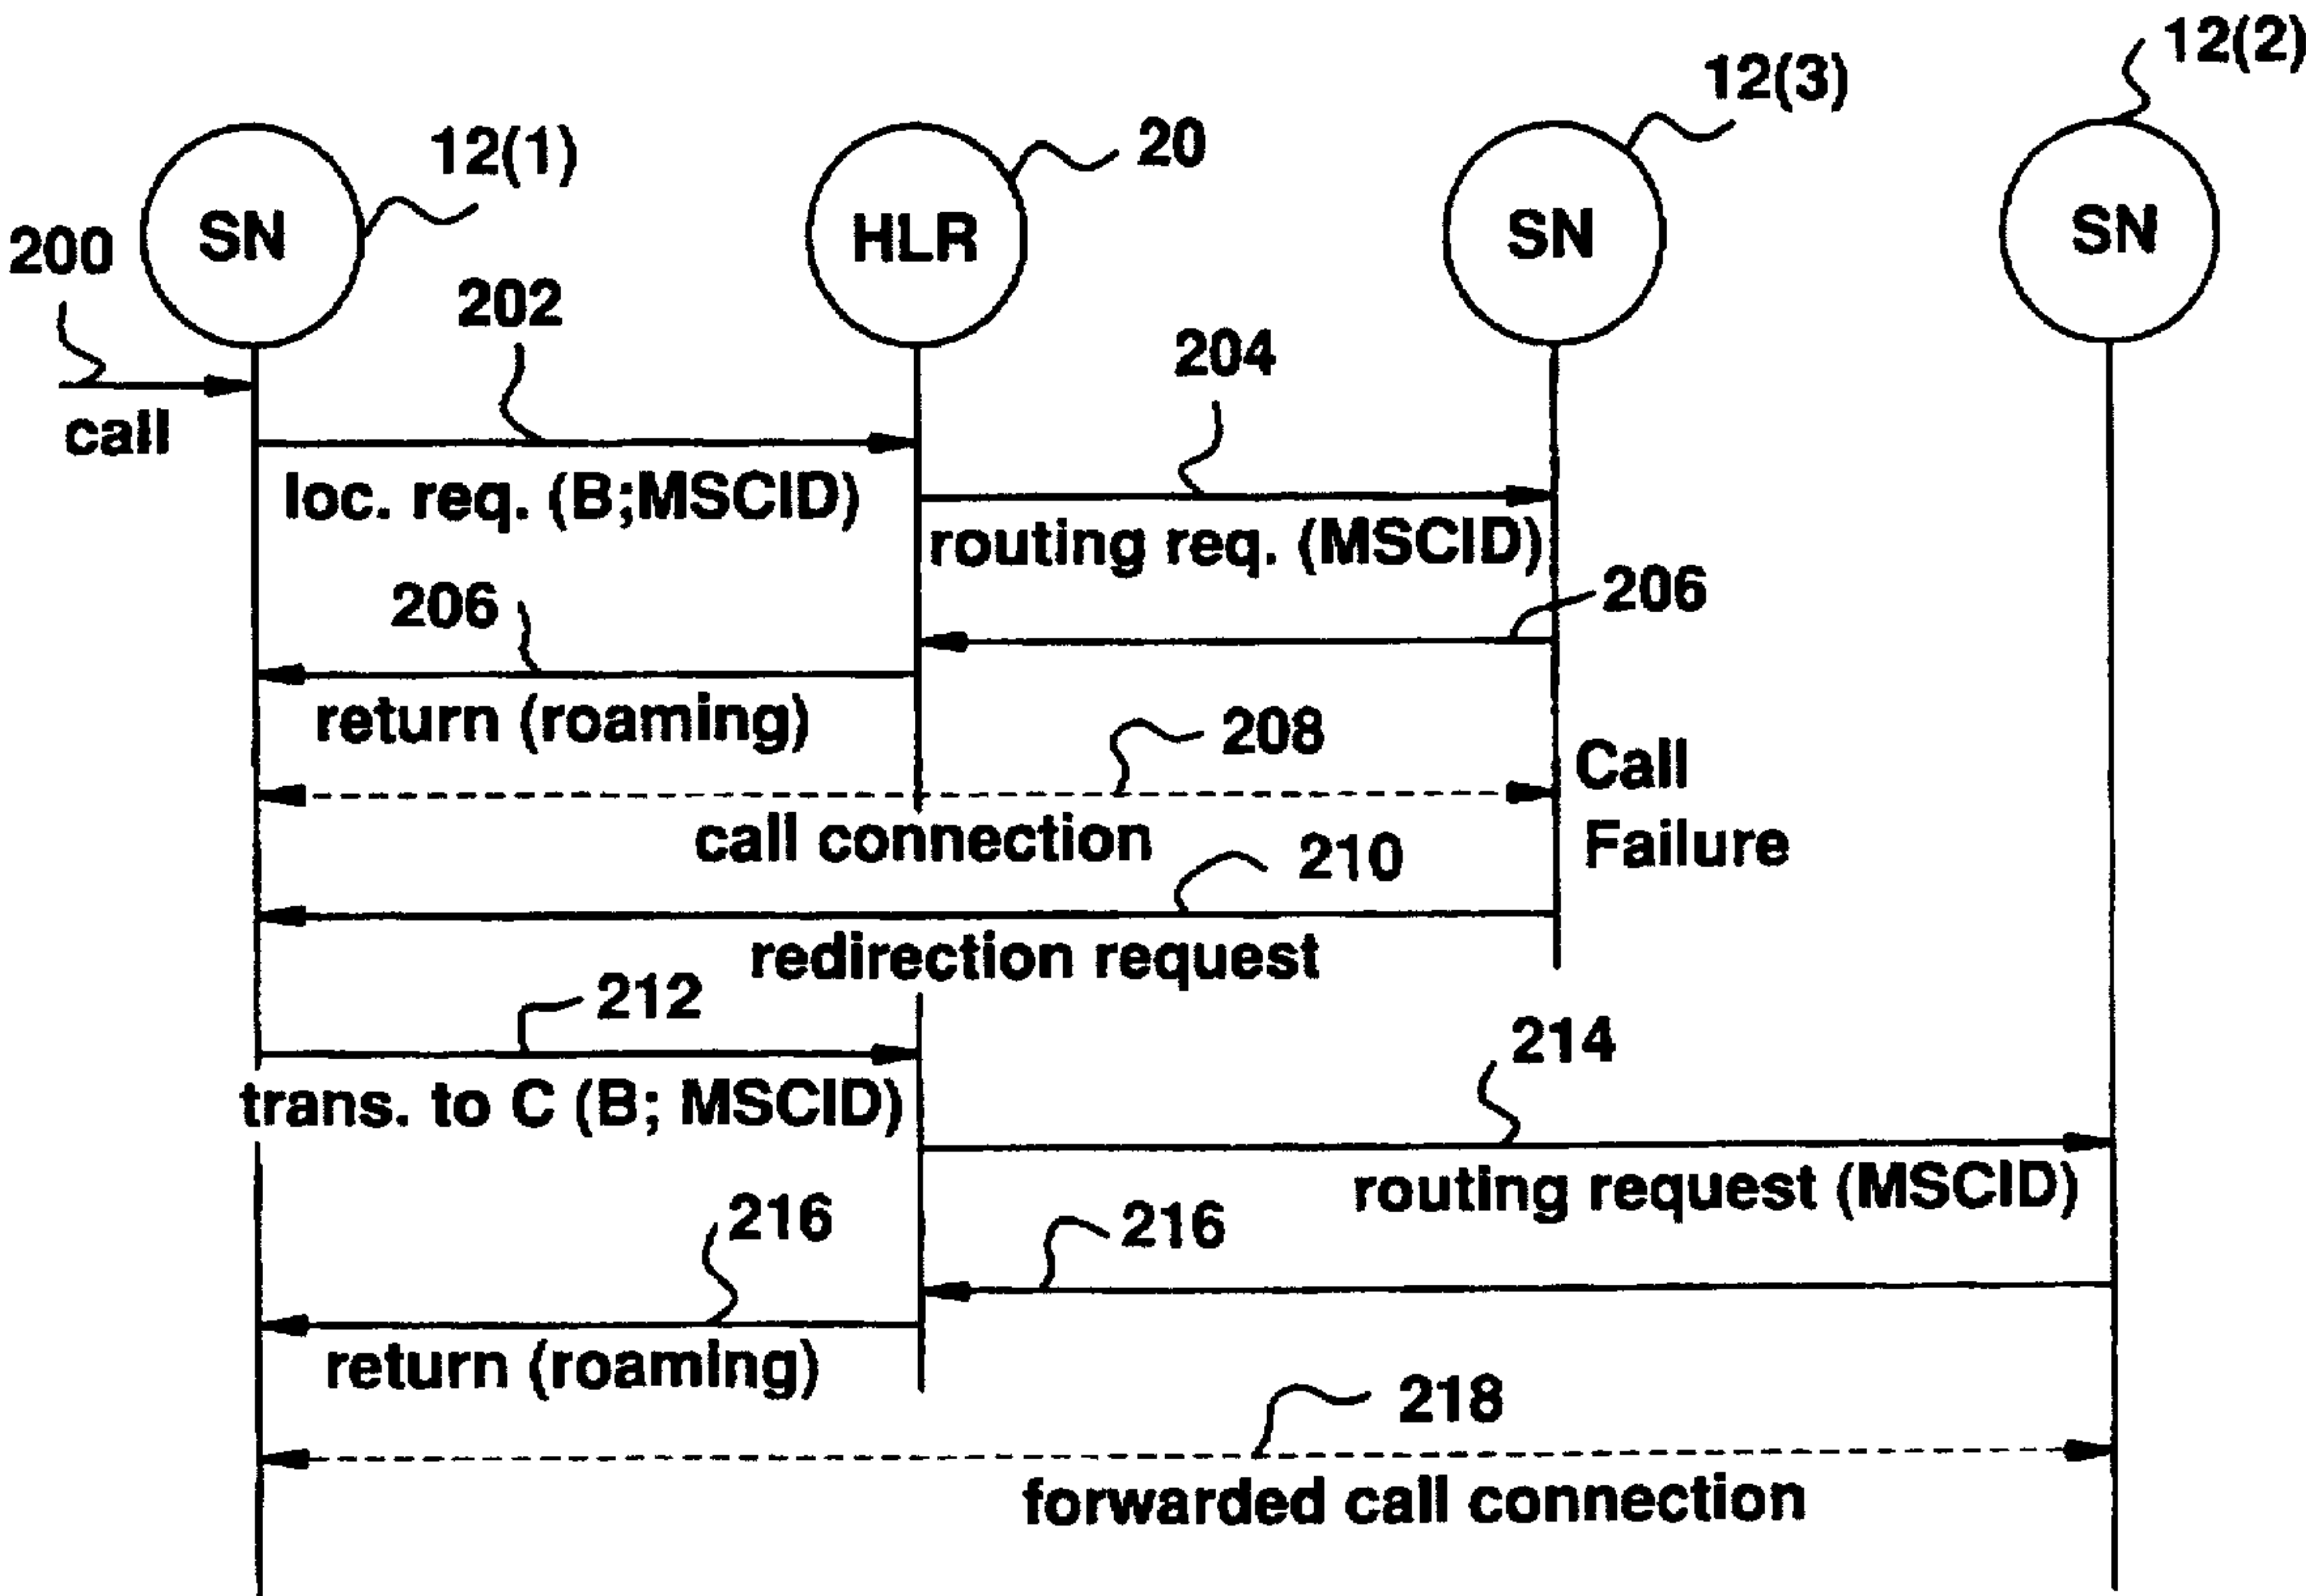 12(2)
12(3)
12(1)
20
SN
HLR
SN
SN
200
202
204
call
loc. req. (B;MSCID)
routing req. (MSCID)
206
206
return (roaming)
208
Call
Failure
call connection
210
redirection request
212
214
trans. to C (B; MSCID)
routing request (MSCID)
216
216
return (roaming)
218
forwarded call connection